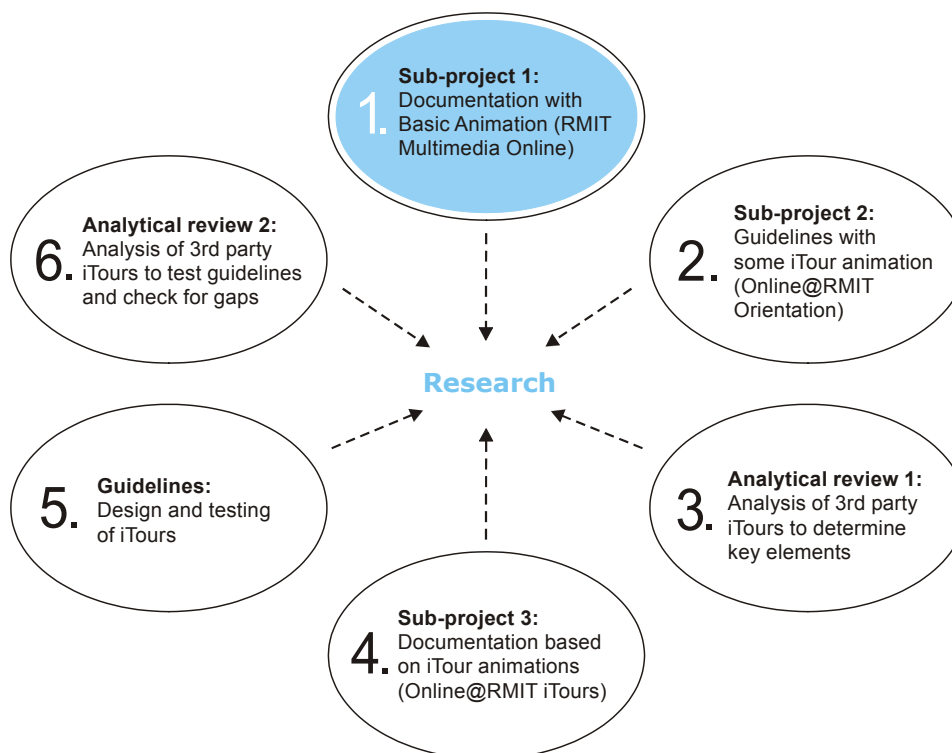 1.
Sub-project 1:
Documentation with
Basic Animation (RMIT
Multimedia Online)
2.
Sub-project 2:
Guidelines with
some iTour animation
(Online@RMIT
Orientation)
3.
Analytical review 1:
Analysis of 3rd party
iTours to determine
key elements
4.
Sub-project 3:
Documentation based
on iTour animations
(Online@RMIT iTours)
5.
Guidelines:
Design and testing
of iTours
6.
Analytical review 2:
Analysis of 3rd party
iTours to test guidelines
and check for gaps
Research